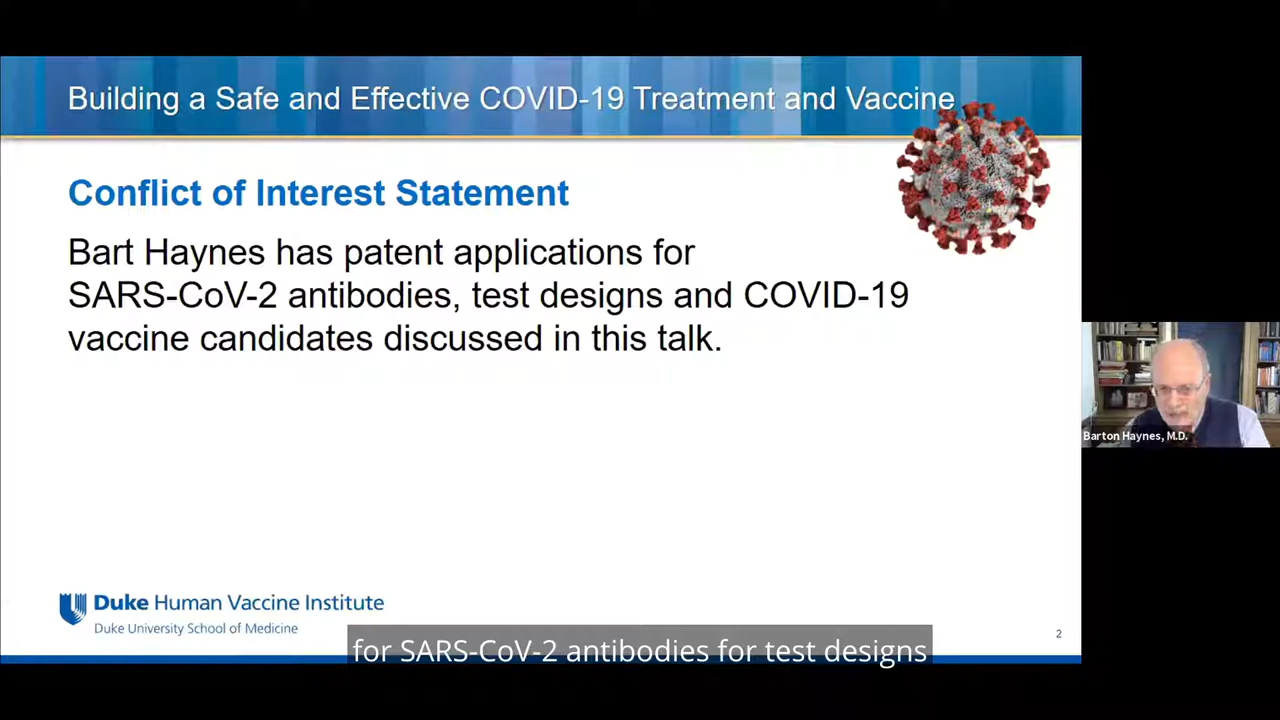 Building a Safe and Effective COVID-19 Treatment and Vaccine
Conflict of Interest Statement
Bart Haynes has patent applications for
SARS-CoV-2 antibodies, test designs and COVID-19
vaccine candidates discussed in this talk.
Barton Haynes, M.D.
Duke Human Vaccine Institute
Duke University School of Medicine
2
for SARS-CoV-2 antibodies for test designs